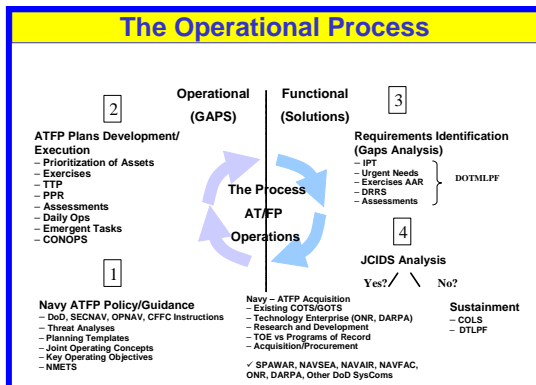 The Operational Process
Operational
(GAPS)
Functional
(Solutions)
2
ATFP Plans Development/
Execution
– Prioritization of Assets
– Exercises
– TTP
– PPR
– Assessments
– Daily Ops
– Emergent Tasks
– CONOPS
3
Requirements Identification
(Gaps Analysis)
– IPT
– Urgent Needs
– Exercises AAR
– DRRS
– Assessments
DOTMLPF
The Process
AT/FP
Operations
4
JCIDS Analysis
Yes? No?
1
Navy ATFP Policy/Guidance
– DoD, SECNAV, OPNAV, CFFC Instructions
– Threat Analyses
– Planning Templates
– Joint Operating Concepts
– Key Operating Objectives
– NMETS
Navy – ATFP Acquisition
– Existing COTS/GOTS
– Technology Enterprise (ONR, DARPA)
– Research and Development
– TOE vs Programs of Record
– Acquisition/Procurement
✓ SPAWAR, NAVSEA, NAVAIR, NAVFAC,
ONR, DARPA, Other DoD SysComs
Sustainment
– COLS
– DTLPF